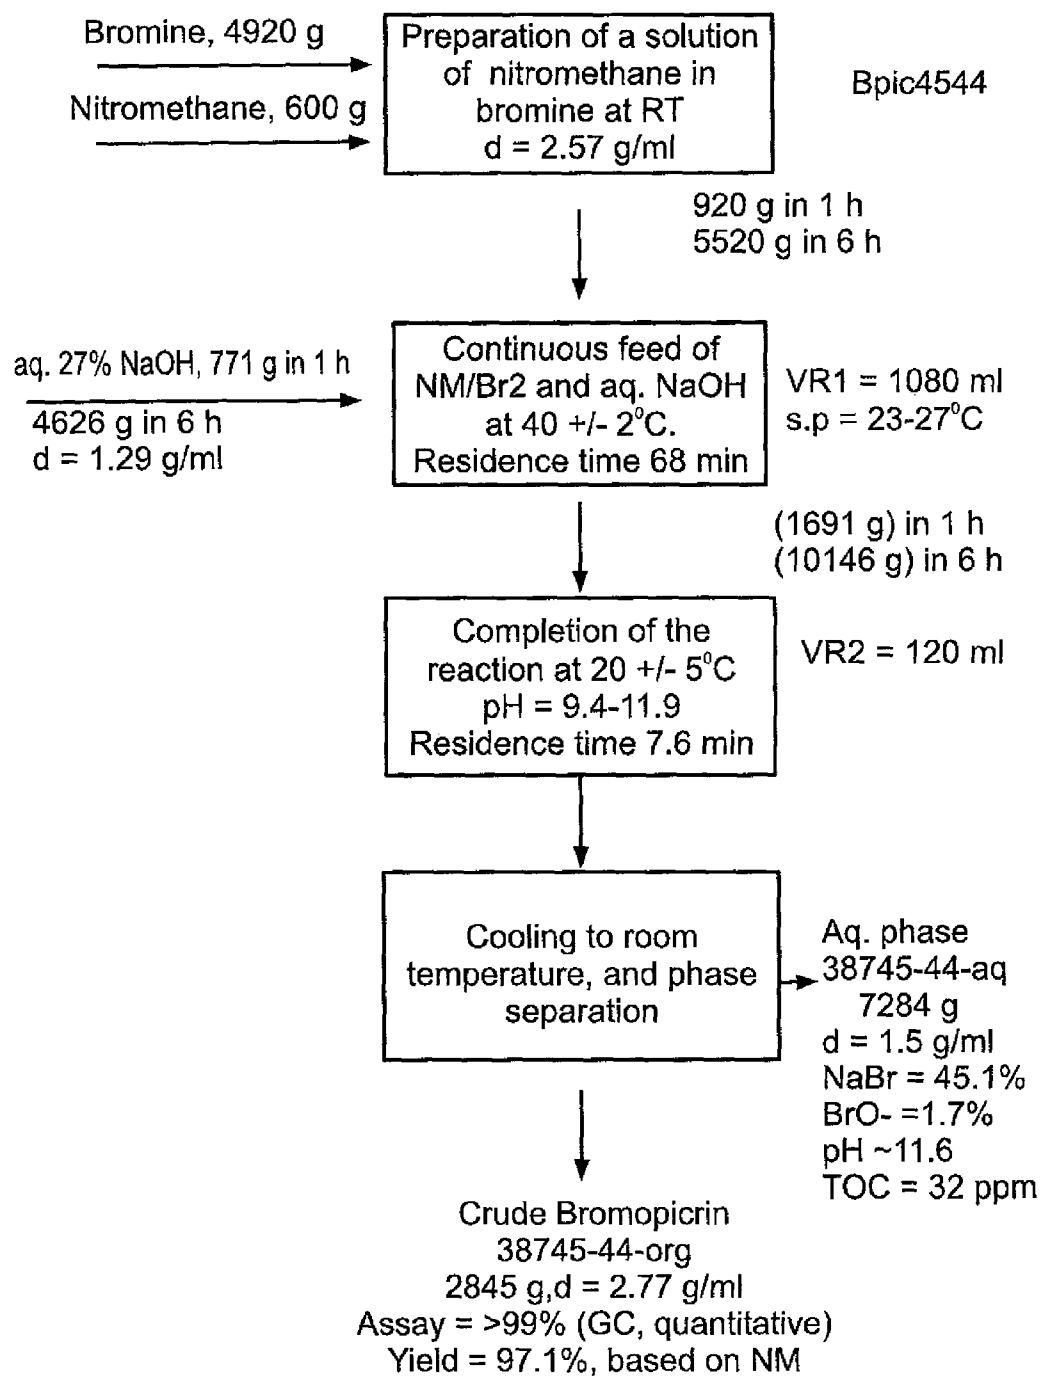 Bromine, 4920 g
Nitromethane, 600 g
Preparation of a solution
of nitromethane in
bromine at RT
d = 2.57 g/ml
Bpic4544
920 g in 1 h
5520 g in 6 h
aq. 27% NaOH, 771 g in 1 h
4626 g in 6 h
d = 1.29 g/ml
Continuous feed of
NM/Br2 and aq. NaOH
at 40 +/- 2°C.
Residence time 68 min
VR1 = 1080 ml
s.p = 23-27°C
(1691 g) in 1 h
(10146 g) in 6 h
Completion of the
reaction at 20 +/- 5°C
pH = 9.4-11.9
Residence time 7.6 min
VR2 = 120 ml
Cooling to room
temperature, and phase
separation
Aq. phase
38745-44-aq
7284 g
d = 1.5 g/ml
NaBr = 45.1%
BrO- =1.7%
pH ~11.6
TOC = 32 ppm
Crude Bromopicrin
38745-44-org
2845 g,d = 2.77 g/ml
Assay = >99% (GC, quantitative)
Yield = 97.1%, based on NM